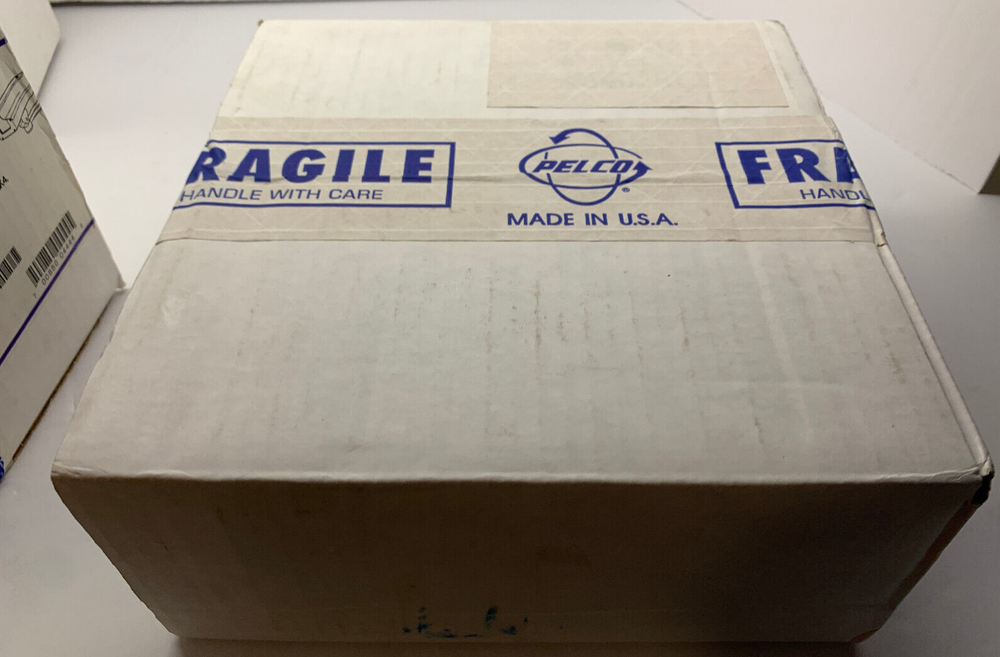 RAGILE
HANDLE WITH CARE
PELCO
®
MADE IN U.S.A.
FRA
HANDL